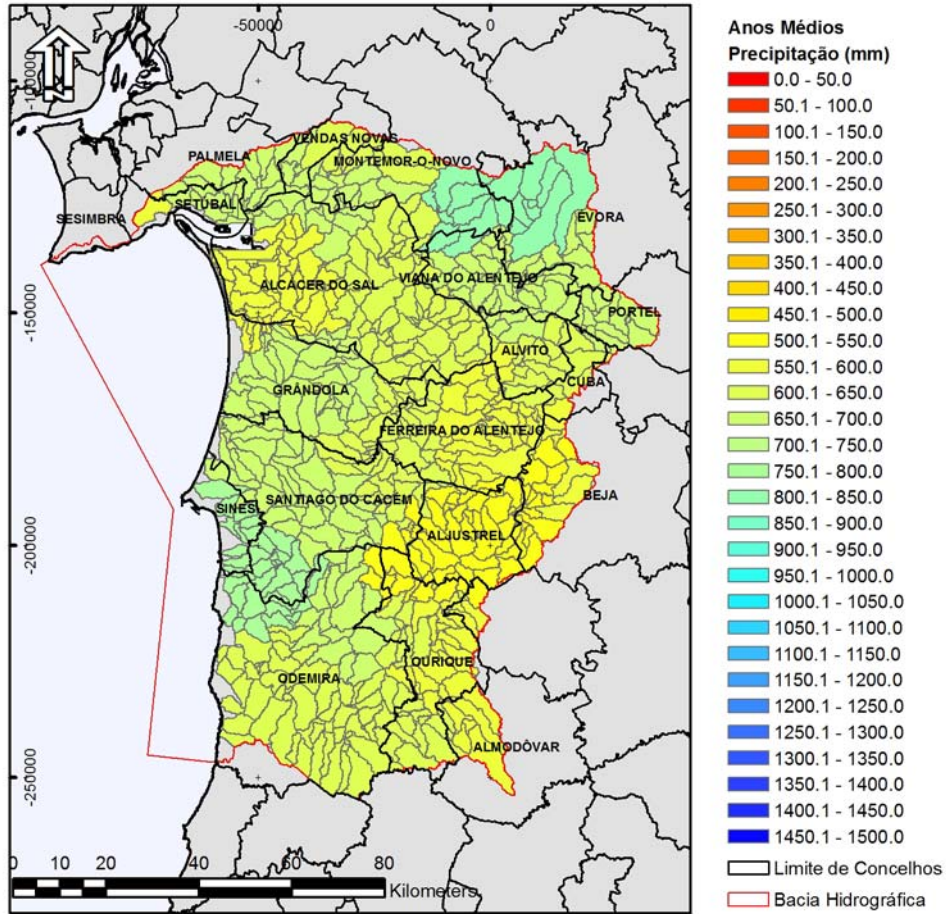 -50000
0
-100000
-150000
-200000
-250000
N
VENDAS NOVAS
PALMELA
MONTEMOR-O-NOVO
SETÚBAL
SESIMBRA
ÉVORA
VIANA DO ALENTEJO
ALCÁCER DO SAL
PORTEL
ALVITO
CUBA
GRÂNDOLA
FERREIRA DO ALENTEJO
BEJA
SANTIAGO DO CACÉM
SINES
ALJUSTREL
OURIQUE
ODEMIRA
ALMODÔVAR
0 10 20 40 60 80
Kilometers
Anos Médios
Precipitação (mm)
0.0 - 50.0
50.1 - 100.0
100.1 - 150.0
150.1 - 200.0
200.1 - 250.0
250.1 - 300.0
300.1 - 350.0
350.1 - 400.0
400.1 - 450.0
450.1 - 500.0
500.1 - 550.0
550.1 - 600.0
600.1 - 650.0
650.1 - 700.0
700.1 - 750.0
750.1 - 800.0
800.1 - 850.0
850.1 - 900.0
900.1 - 950.0
950.1 - 1000.0
1000.1 - 1050.0
1050.1 - 1100.0
1100.1 - 1150.0
1150.1 - 1200.0
1200.1 - 1250.0
1250.1 - 1300.0
1300.1 - 1350.0
1350.1 - 1400.0
1400.1 - 1450.0
1450.1 - 1500.0
Limite de Concelhos
Bacia Hidrográfica